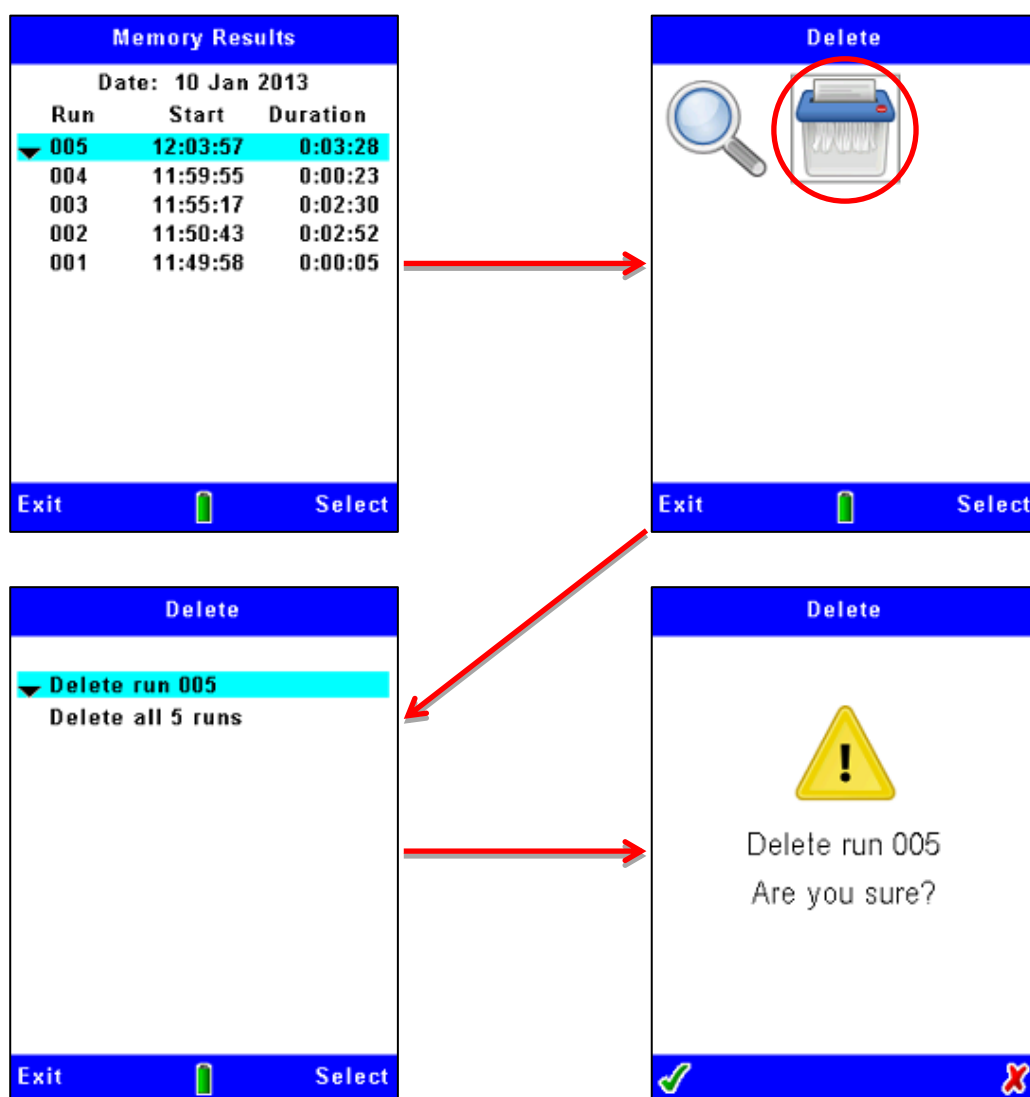 Memory Results
Date: 10 Jan 2013
Run Start Duration
005 12:03:57 0:03:28
004 11:59:55 0:00:23
003 11:55:17 0:02:30
002 11:50:43 0:02:52
001 11:49:58 0:00:05
Exit Select
Delete
Exit Select
Delete
Delete run 005
Delete all 5 runs
Exit Select
Delete
!
Delete run 005
Are you sure?